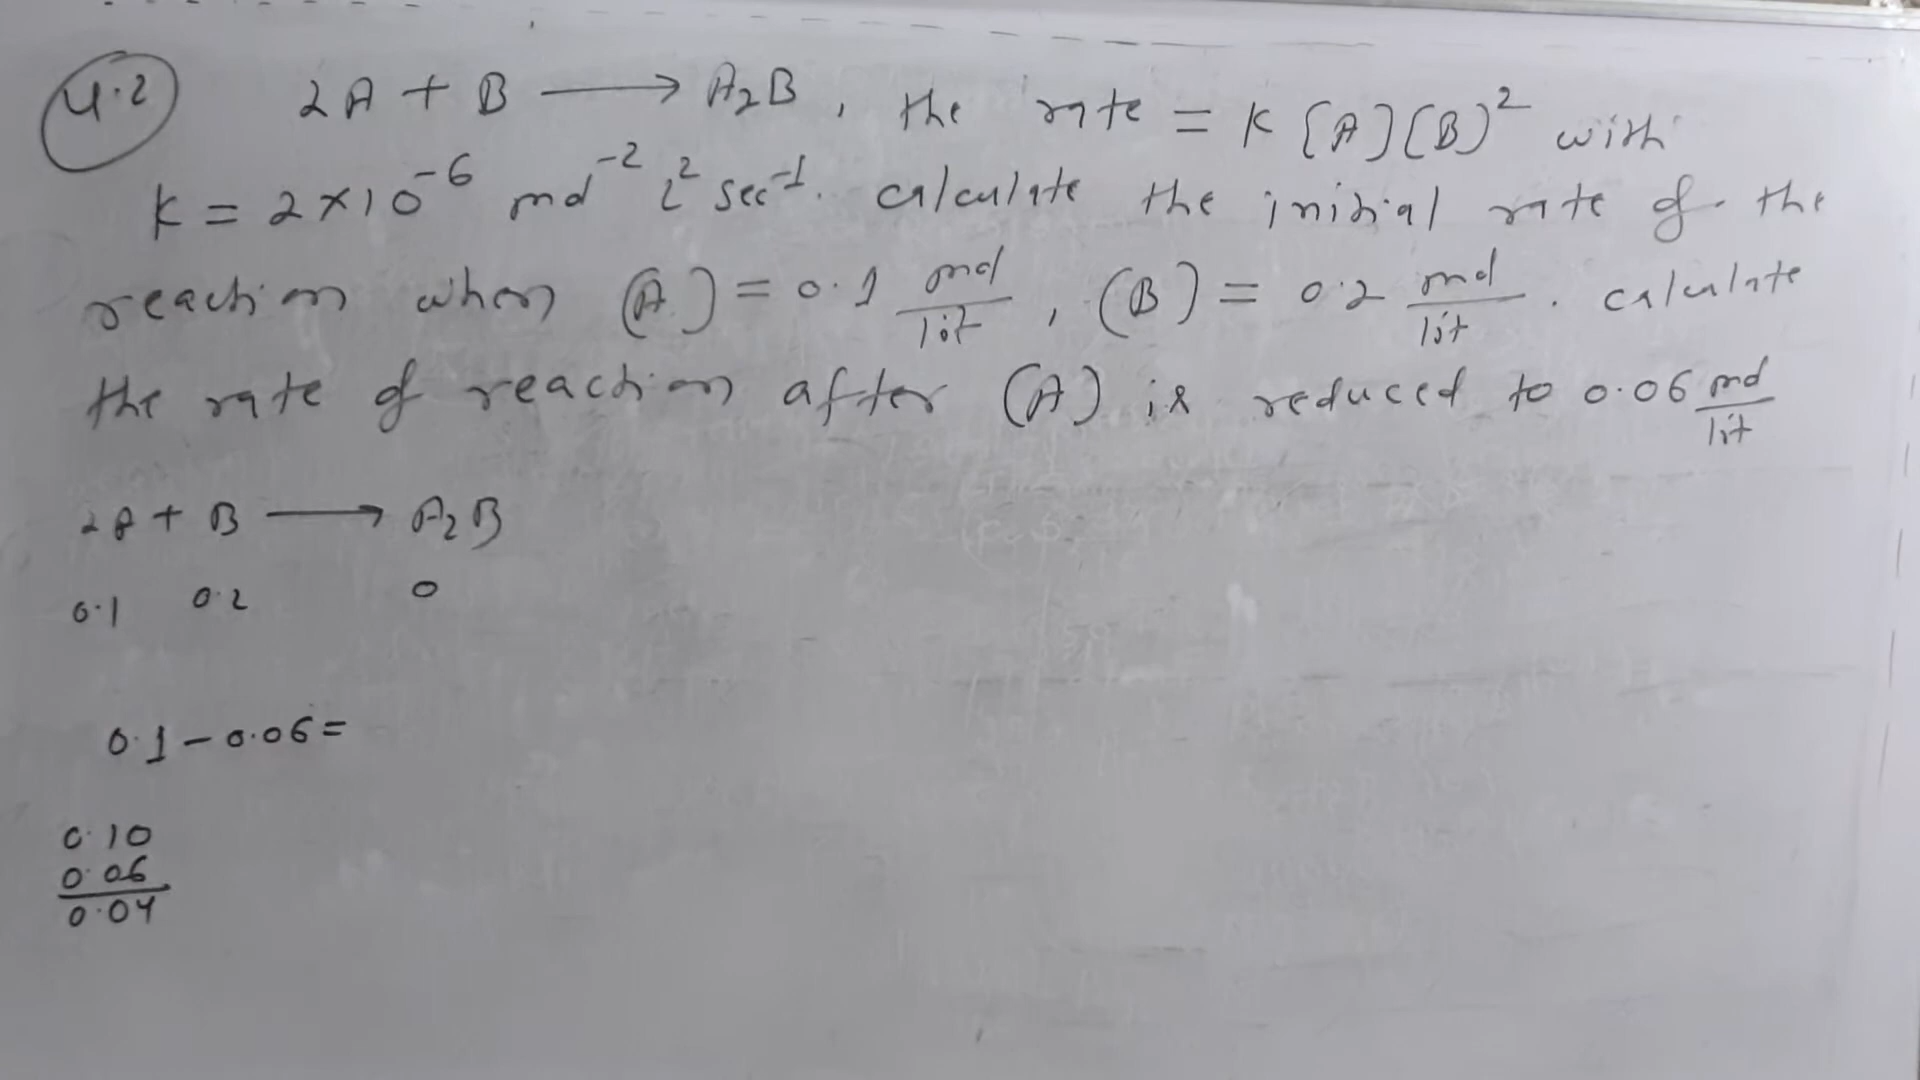 4.2 2A + B ⟶ A₂B, the rate = K [A][B]² with
K = 2×10⁻⁶ mol⁻² L² sec⁻¹. calculate the initial rate of the
reaction when [A] = 0.1 mol/lit, [B] = 0.2 mol/lit. calculate
the rate of reaction after [A] is reduced to 0.06 mol/lit
2A + B ⟶ A₂B
0.1 0.2 0
0.1 - 0.06 =
0.10
0.06
0.04